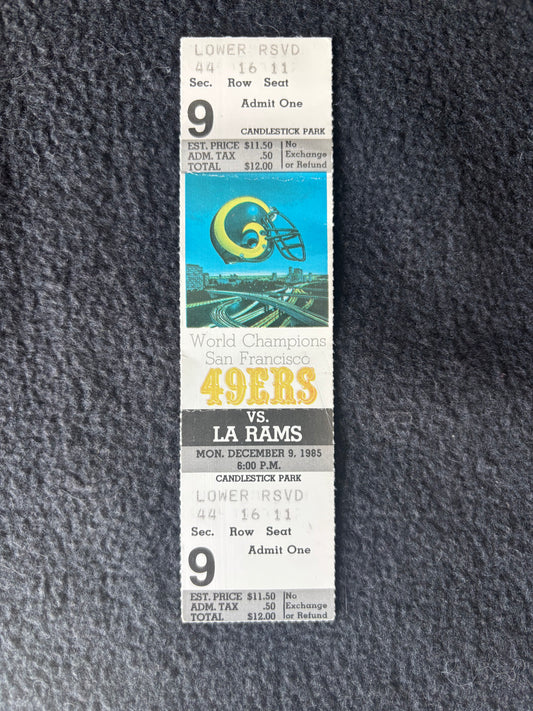 LOWER RSVD
44 16 11
Sec. Row Seat
9
Admit One
CANDLESTICK PARK
EST. PRICE $11.50
ADM. TAX .50
TOTAL $12.00
No
Exchange
or Refund
World Champions
San Francisco
49ERS
VS.
LA RAMS
MON. DECEMBER 9, 1985
6:00 P.M.
CANDLESTICK PARK
LOWER RSVD
44 16 11
Sec. Row Seat
9
Admit One
EST. PRICE $11.50
ADM. TAX .50
TOTAL $12.00
No
Exchange
or Refund